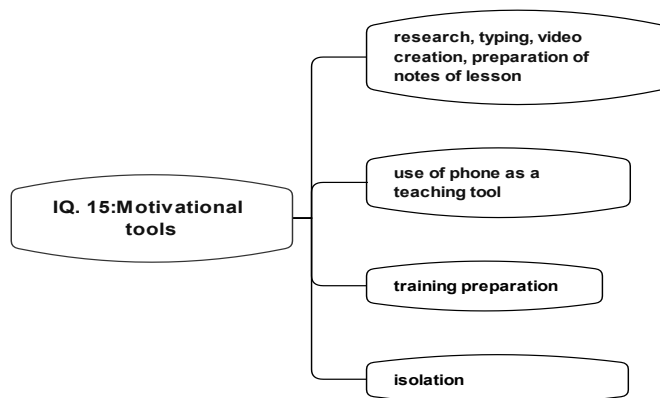 IQ. 15:Motivational
tools
research, typing, video
creation, preparation of
notes of lesson
use of phone as a
teaching tool
training preparation
isolation